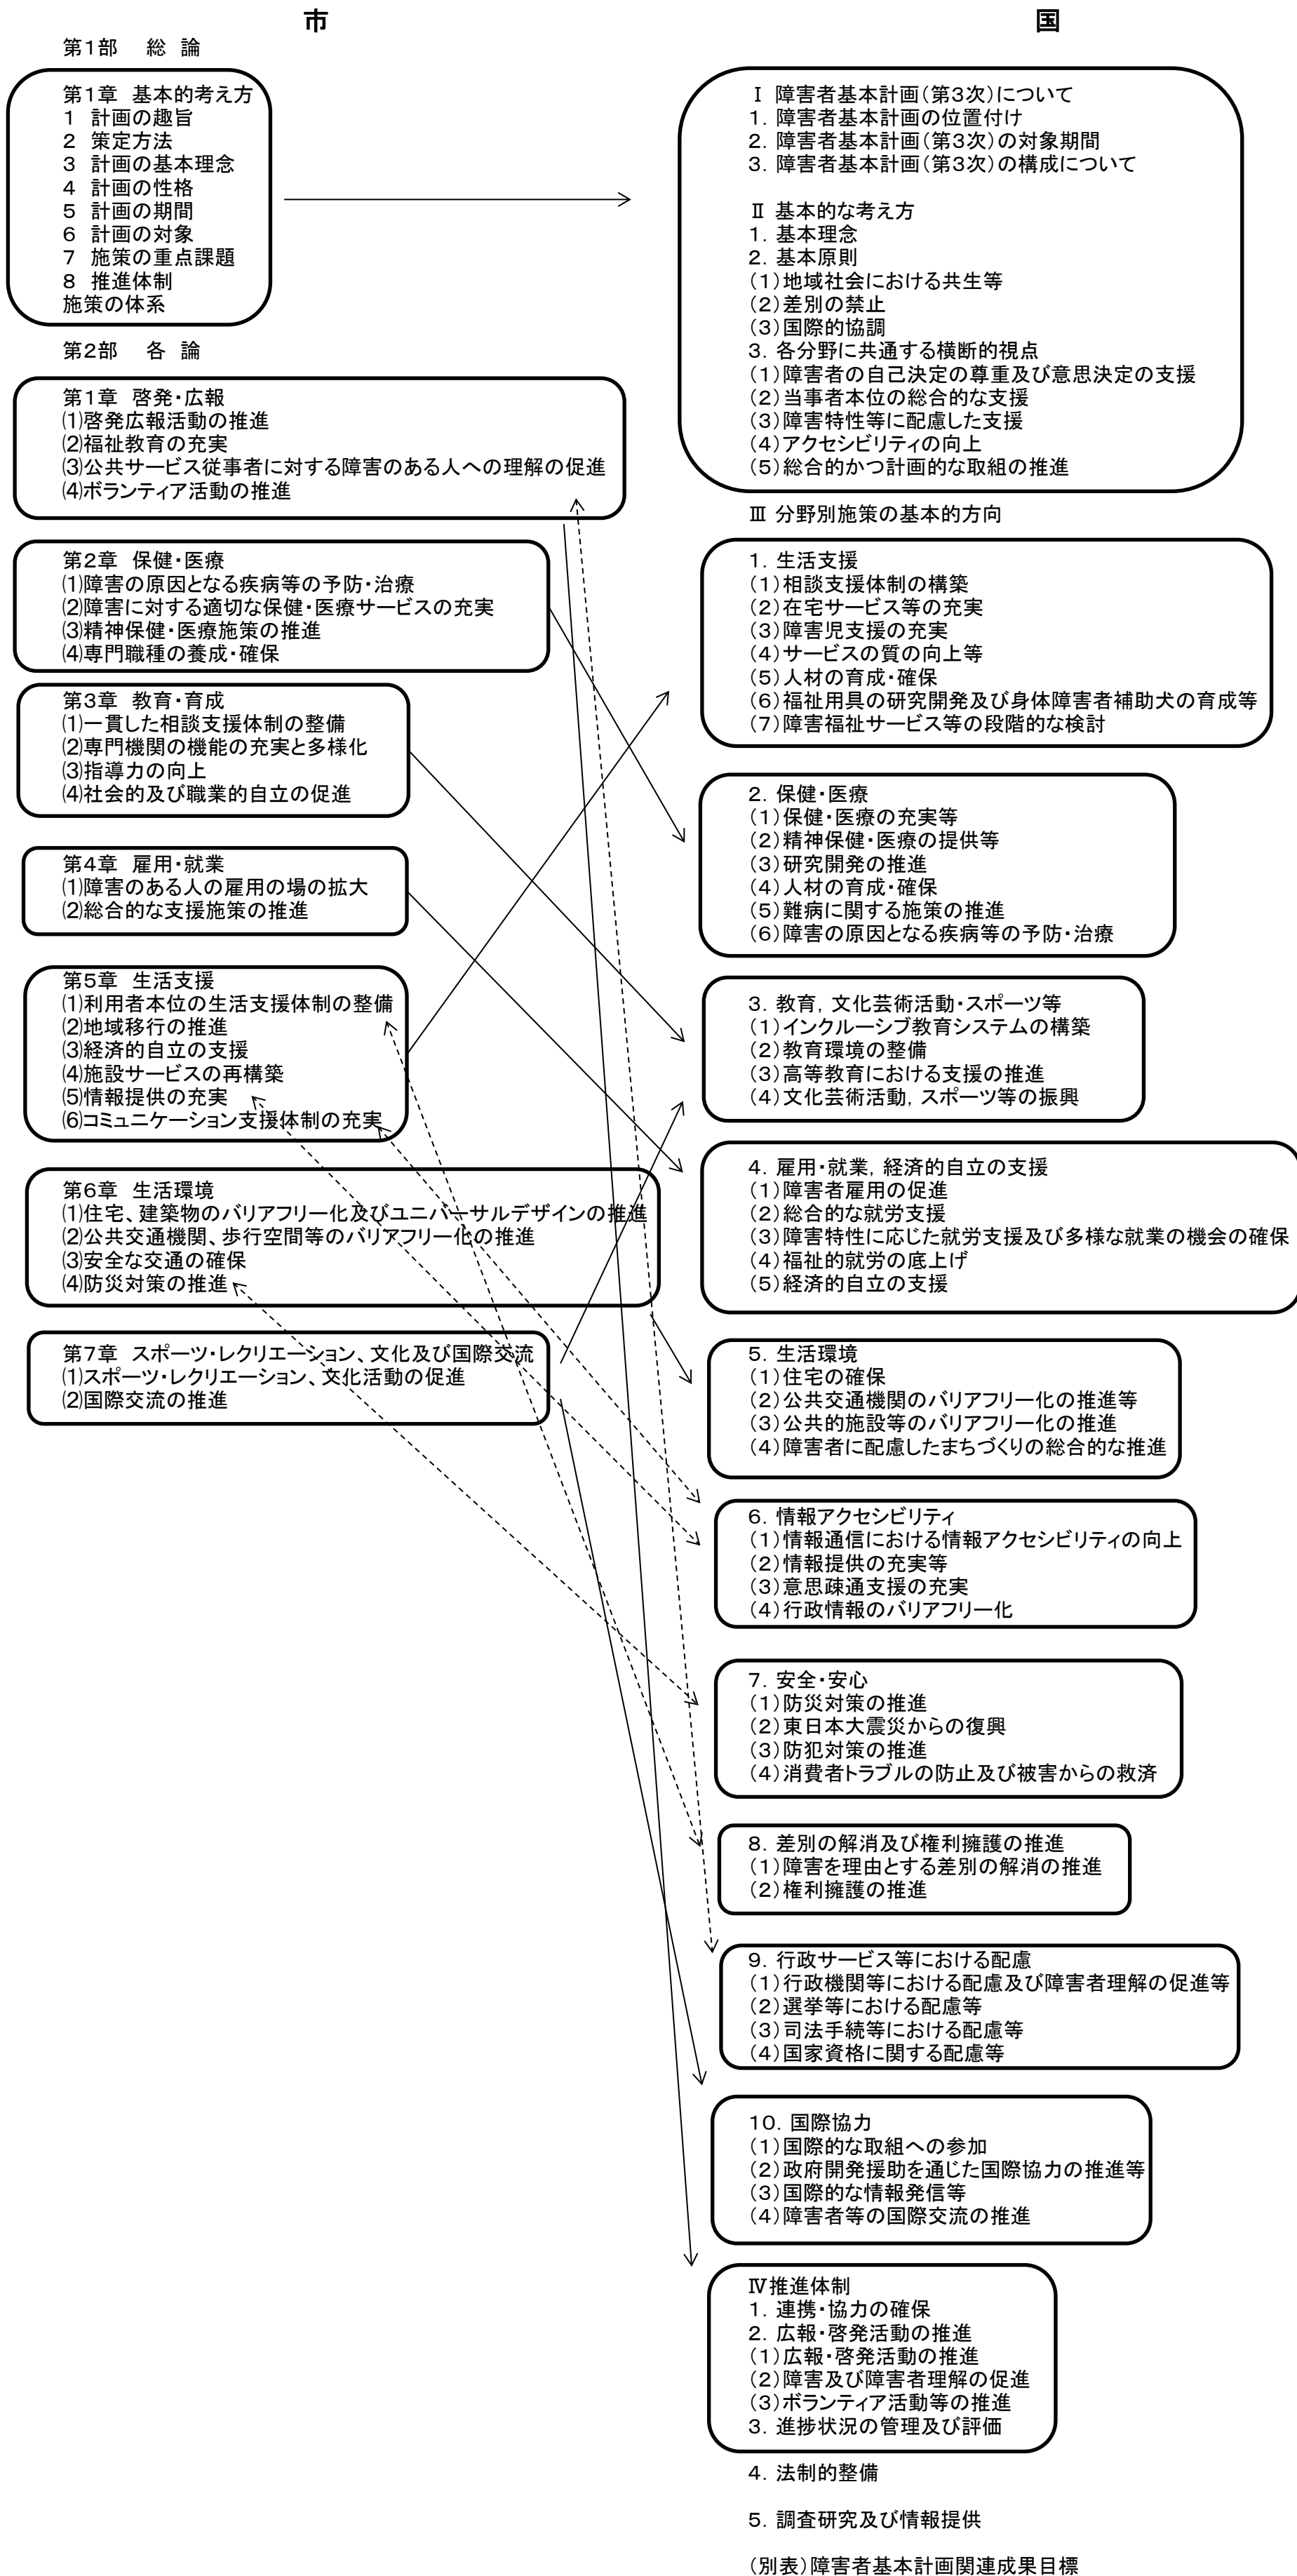 市
第1部　総 論
第1章 基本的考え方
1 計画の趣旨
2 策定方法
3 計画の基本理念
4 計画の性格
5 計画の期間
6 計画の対象
7 施策の重点課題
8 推進体制
施策の体系
第2部　各 論
第1章 啓発・広報
⑴啓発広報活動の推進
⑵福祉教育の充実
⑶公共サービス従事者に対する障害のある人への理解の促進
⑷ボランティア活動の推進
第2章 保健・医療
⑴障害の原因となる疾病等の予防・治療
⑵障害に対する適切な保健・医療サービスの充実
⑶精神保健・医療施策の推進
⑷専門職種の養成・確保
第3章 教育・育成
⑴一貫した相談支援体制の整備
⑵専門機関の機能の充実と多様化
⑶指導力の向上
⑷社会的及び職業的自立の促進
第4章 雇用・就業
⑴障害のある人の雇用の場の拡大
⑵総合的な支援施策の推進
第5章 生活支援
⑴利用者本位の生活支援体制の整備
⑵地域移行の推進
⑶経済的自立の支援
⑷施設サービスの再構築
⑸情報提供の充実
⑹コミュニケーション支援体制の充実
第6章 生活環境
⑴住宅、建築物のバリアフリー化及びユニバーサルデザインの推進
⑵公共交通機関、歩行空間等のバリアフリー化の推進
⑶安全な交通の確保
⑷防災対策の推進
第7章 スポーツ・レクリエーション、文化及び国際交流
⑴スポーツ・レクリエーション、文化活動の促進
⑵国際交流の推進
国
Ⅰ 障害者基本計画（第3次）について
1．障害者基本計画の位置付け
2．障害者基本計画（第3次）の対象期間
3．障害者基本計画（第3次）の構成について
Ⅱ 基本的な考え方
1．基本理念
2．基本原則
（1）地域社会における共生等
（2）差別の禁止
（3）国際的協調
3．各分野に共通する横断的視点
（1）障害者の自己決定の尊重及び意思決定の支援
（2）当事者本位の総合的な支援
（3）障害特性等に配慮した支援
（4）アクセシビリティの向上
（5）総合的かつ計画的な取組の推進
Ⅲ 分野別施策の基本的方向
1．生活支援
（1）相談支援体制の構築
（2）在宅サービス等の充実
（3）障害児支援の充実
（4）サービスの質の向上等
（5）人材の育成・確保
（6）福祉用具の研究開発及び身体障害者補助犬の育成等
（7）障害福祉サービス等の段階的な検討
2．保健・医療
（1）保健・医療の充実等
（2）精神保健・医療の提供等
（3）研究開発の推進
（4）人材の育成・確保
（5）難病に関する施策の推進
（6）障害の原因となる疾病等の予防・治療
3．教育，文化芸術活動・スポーツ等
（1）インクルーシブ教育システムの構築
（2）教育環境の整備
（3）高等教育における支援の推進
（4）文化芸術活動，スポーツ等の振興
4．雇用・就業，経済的自立の支援
（1）障害者雇用の促進
（2）総合的な就労支援
（3）障害特性に応じた就労支援及び多様な就業の機会の確保
（4）福祉的就労の底上げ
（5）経済的自立の支援
5．生活環境
（1）住宅の確保
（2）公共交通機関のバリアフリー化の推進等
（3）公共的施設等のバリアフリー化の推進
（4）障害者に配慮したまちづくりの総合的な推進
6．情報アクセシビリティ
（1）情報通信における情報アクセシビリティの向上
（2）情報提供の充実等
（3）意思疎通支援の充実
（4）行政情報のバリアフリー化
7．安全・安心
（1）防災対策の推進
（2）東日本大震災からの復興
（3）防犯対策の推進
（4）消費者トラブルの防止及び被害からの救済
8．差別の解消及び権利擁護の推進
（1）障害を理由とする差別の解消の推進
（2）権利擁護の推進
9．行政サービス等における配慮
（1）行政機関等における配慮及び障害者理解の促進等
（2）選挙等における配慮等
（3）司法手続等における配慮等
（4）国家資格に関する配慮等
10．国際協力
（1）国際的な取組への参加
（2）政府開発援助を通じた国際協力の推進等
（3）国際的な情報発信等
（4）障害者等の国際交流の推進
Ⅳ推進体制
1．連携・協力の確保
2．広報・啓発活動の推進
（1）広報・啓発活動の推進
（2）障害及び障害者理解の促進
（3）ボランティア活動等の推進
3．進捗状況の管理及び評価
4．法制的整備
5．調査研究及び情報提供
（別表）障害者基本計画関連成果目標